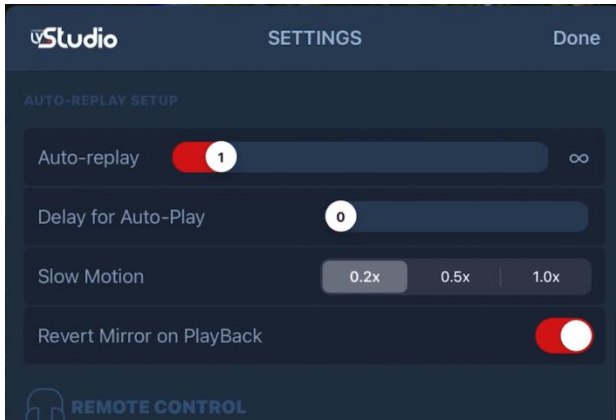 tvStudio
SETTINGS
Done
AUTO-REPLAY SETUP
Auto-replay 1 ∞
Delay for Auto-Play 0
Slow Motion 0.2x 0.5x 1.0x
Revert Mirror on PlayBack
REMOTE CONTROL